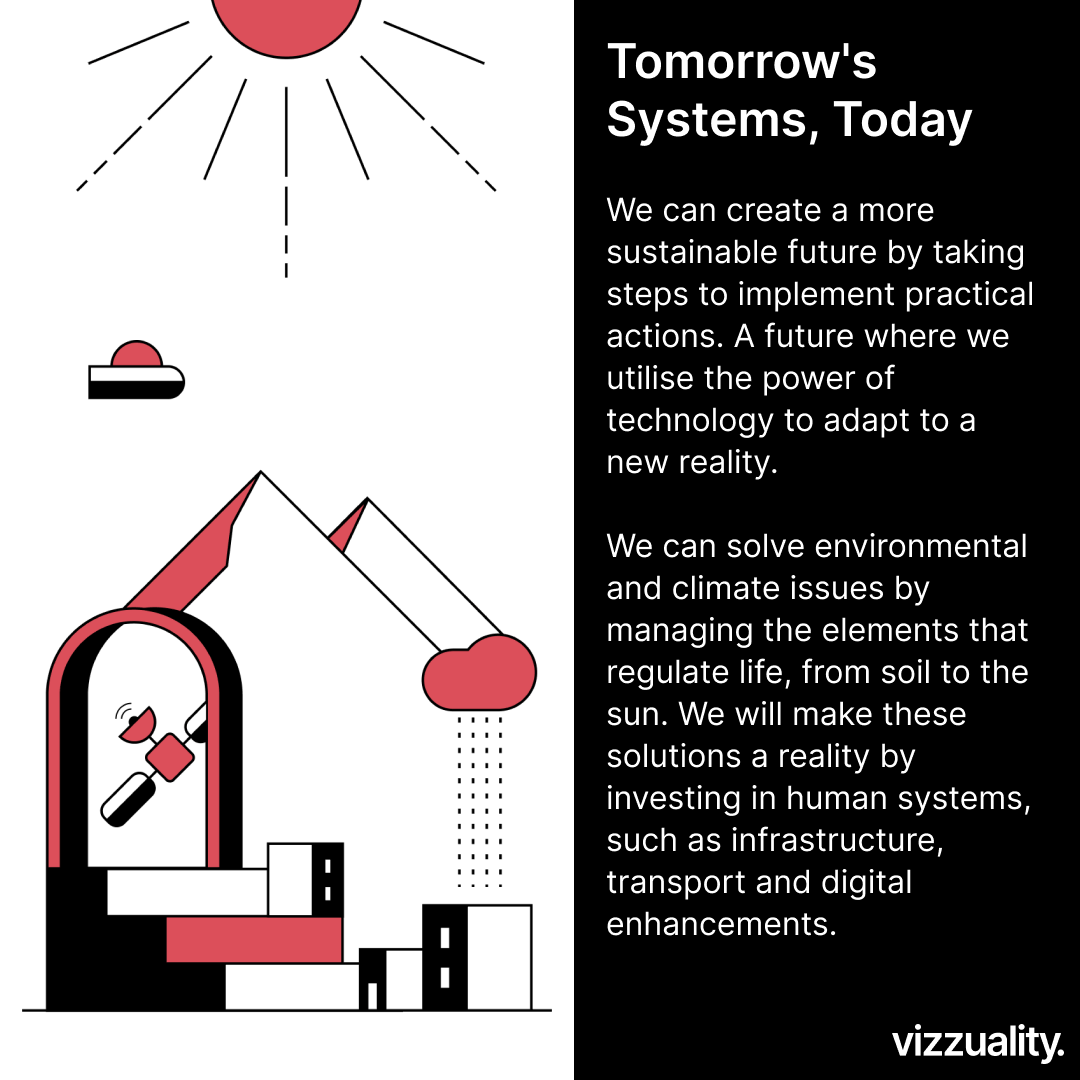 Tomorrow's
Systems, Today
We can create a more
sustainable future by taking
steps to implement practical
actions. A future where we
utilise the power of
technology to adapt to a
new reality.
We can solve environmental
and climate issues by
managing the elements that
regulate life, from soil to the
sun. We will make these
solutions a reality by
investing in human systems,
such as infrastructure,
transport and digital
enhancements.
vizzuality.